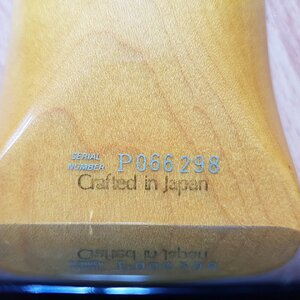 SERIAL
NUMBER P066298
Crafted in Japan